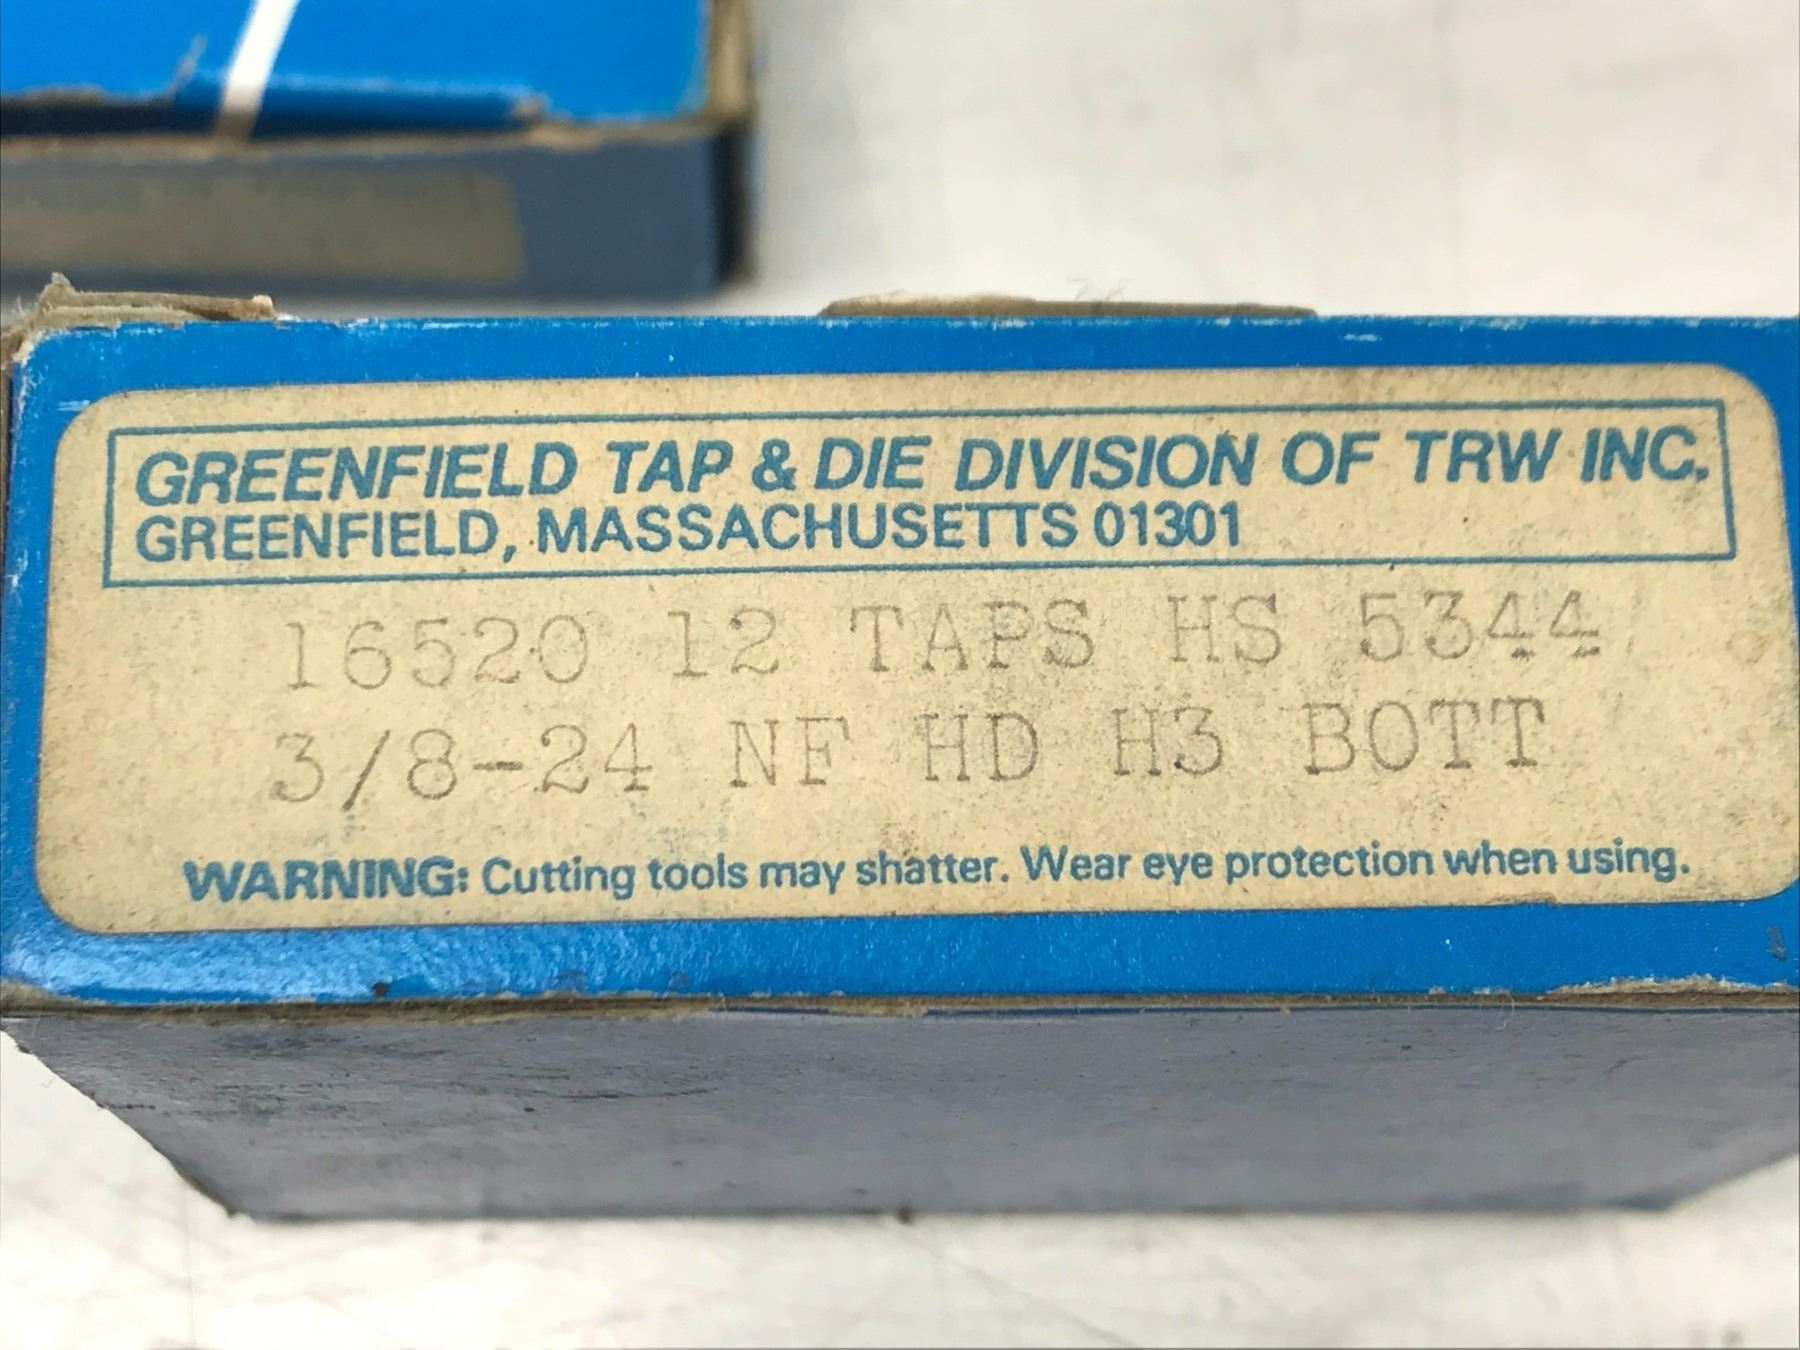 GREENFIELD TAP & DIE DIVISION OF TRW INC.
GREENFIELD, MASSACHUSETTS 01301
16520 12 TAPS HS 5344
3/8-24 NF HD H3 BOTT
WARNING: Cutting tools may shatter. Wear eye protection when using.